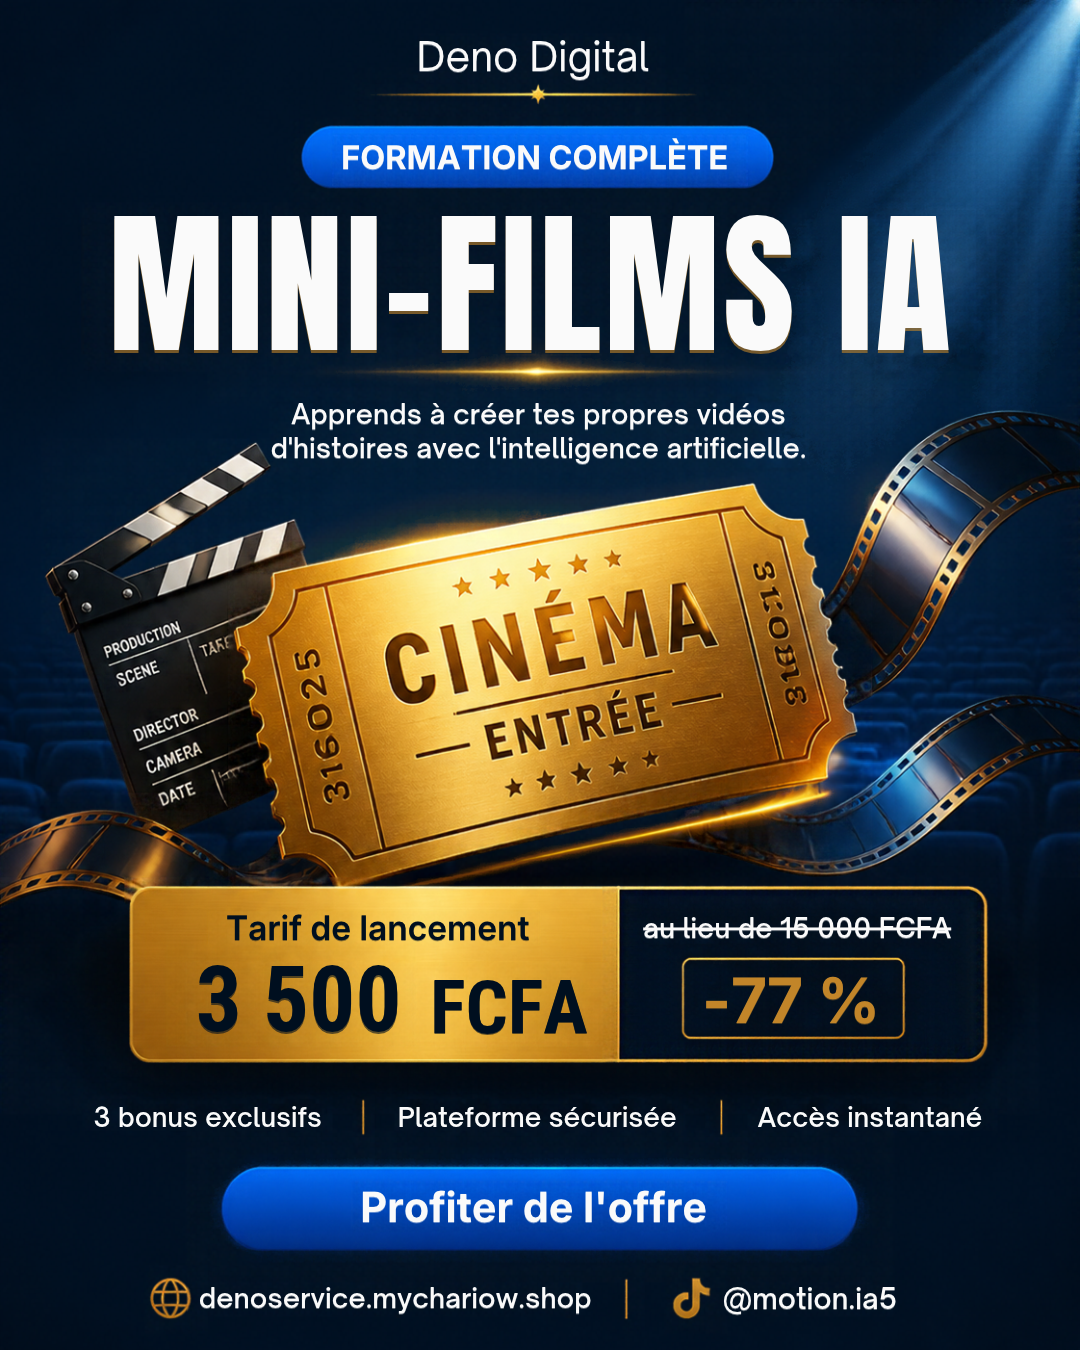 Deno Digital
FORMATION COMPLÈTE
MINI-FILMS IA
Apprends à créer tes propres vidéos
d'histoires avec l'intelligence artificielle.
PRODUCTION
SCENE
DIRECTOR
CAMERA
DATE
316025
CINÉMA
ENTRÉE
Tarif de lancement
3 500 FCFA
au lieu de 15 000 FCFA
-77 %
3 bonus exclusifs
Plateforme sécurisée
Accès instantané
Profiter de l'offre
denoservice.mychariow.shop
@motion.ia5